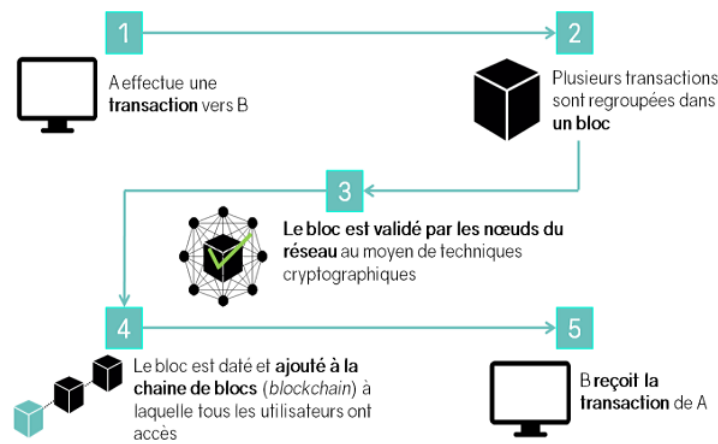 1
2
A effectue une
transaction vers B
Plusieurs transactions
sont regroupées dans
un bloc
3
Le bloc est validé par les nœuds du
réseau au moyen de techniques
cryptographiques
4
5
Le bloc est daté et ajouté à la
chaine de blocs (blockchain) à
laquelle tous les utilisateurs ont
accès
B reçoit la
transaction de A